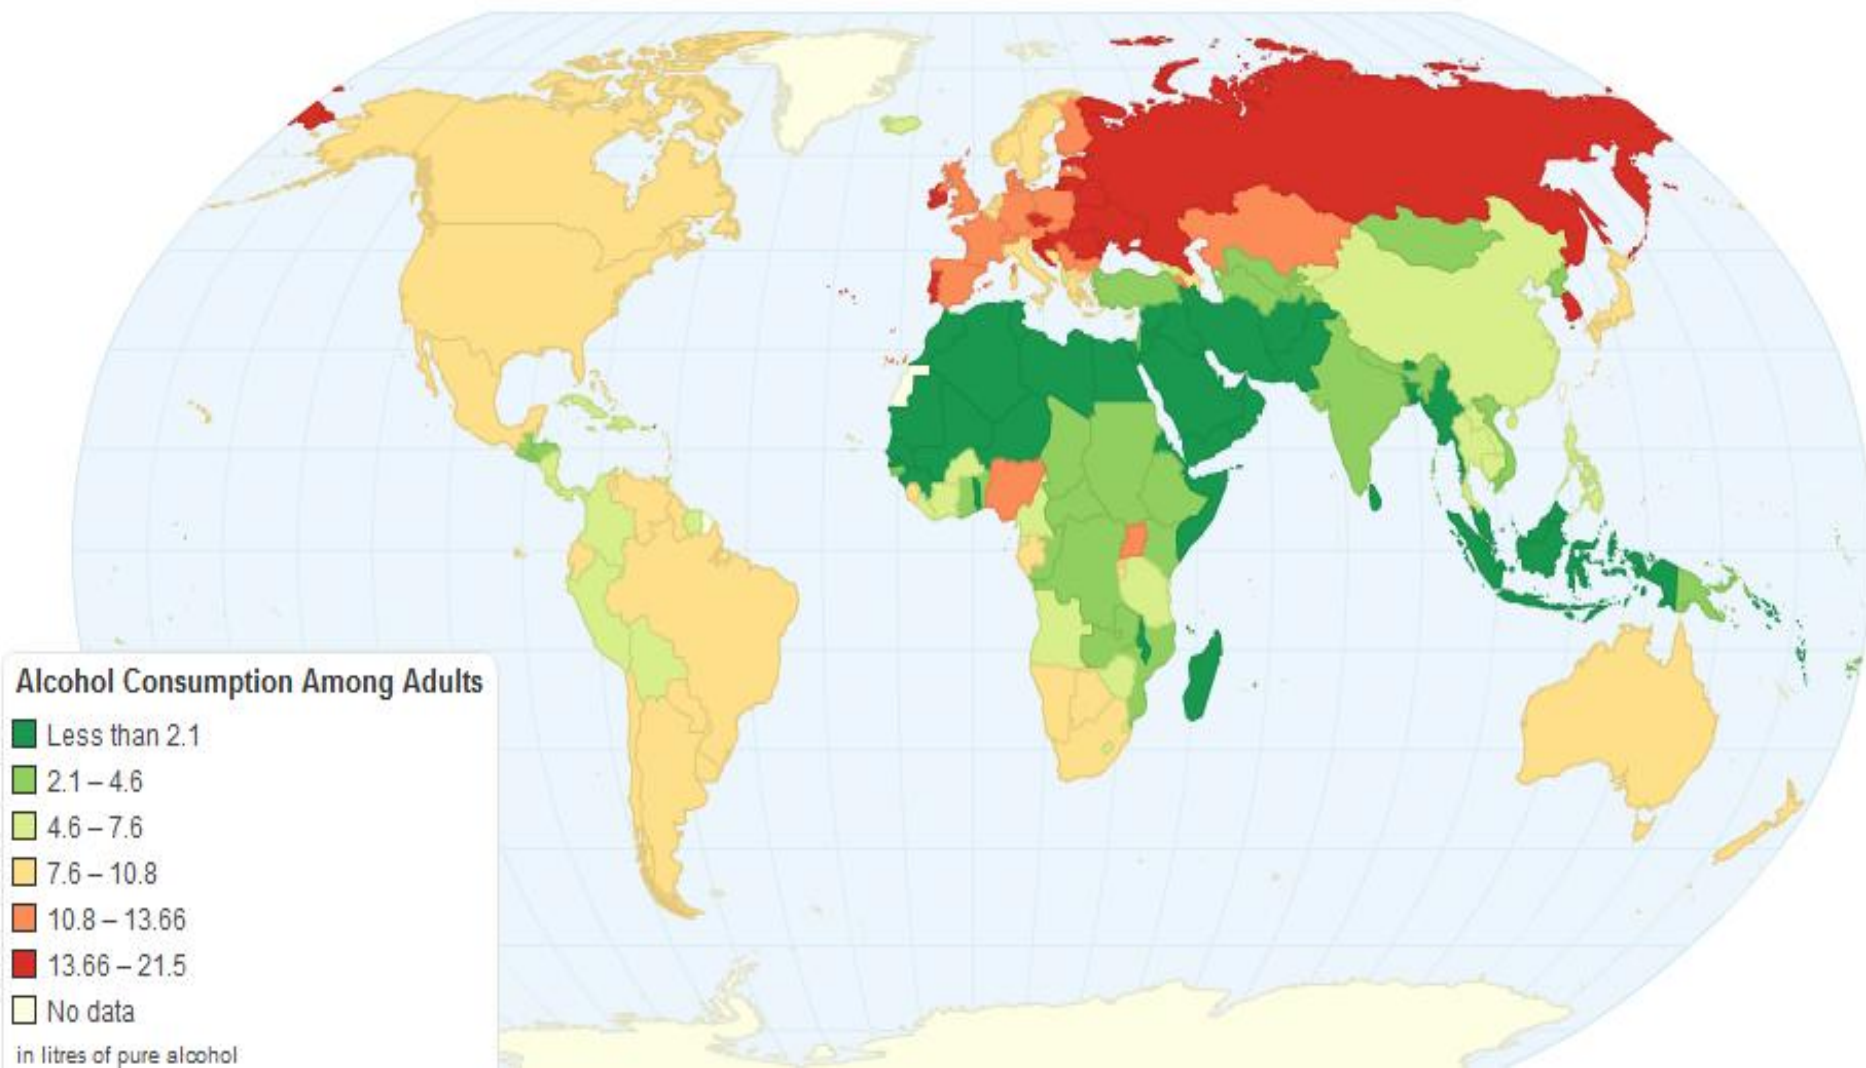 Alcohol Consumption Among Adults
Less than 2.1
2.1 – 4.6
4.6 – 7.6
7.6 – 10.8
10.8 – 13.66
13.66 – 21.5
No data
in litres of pure alcohol